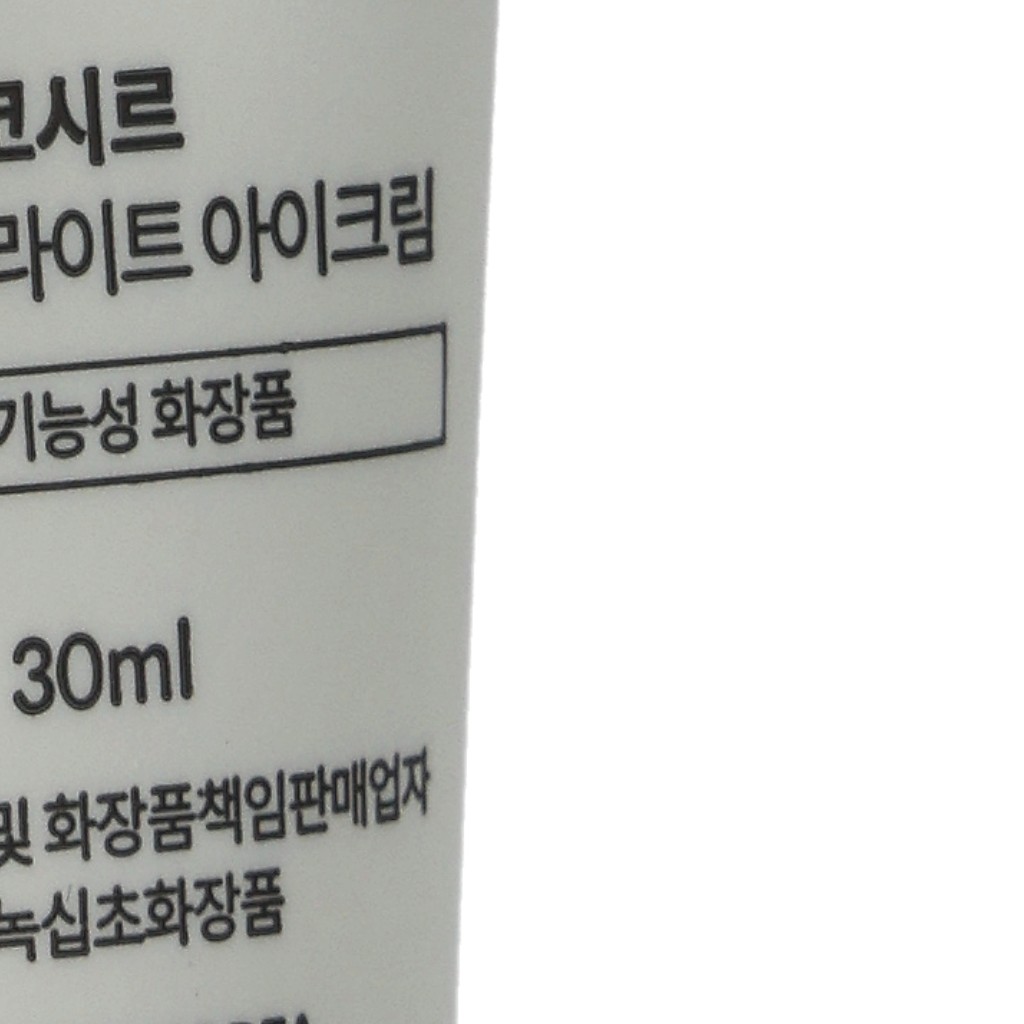 코시르
라이트 아이크림
기능성 화장품
30ml
및 화장품책임판매업자
녹십초화장품